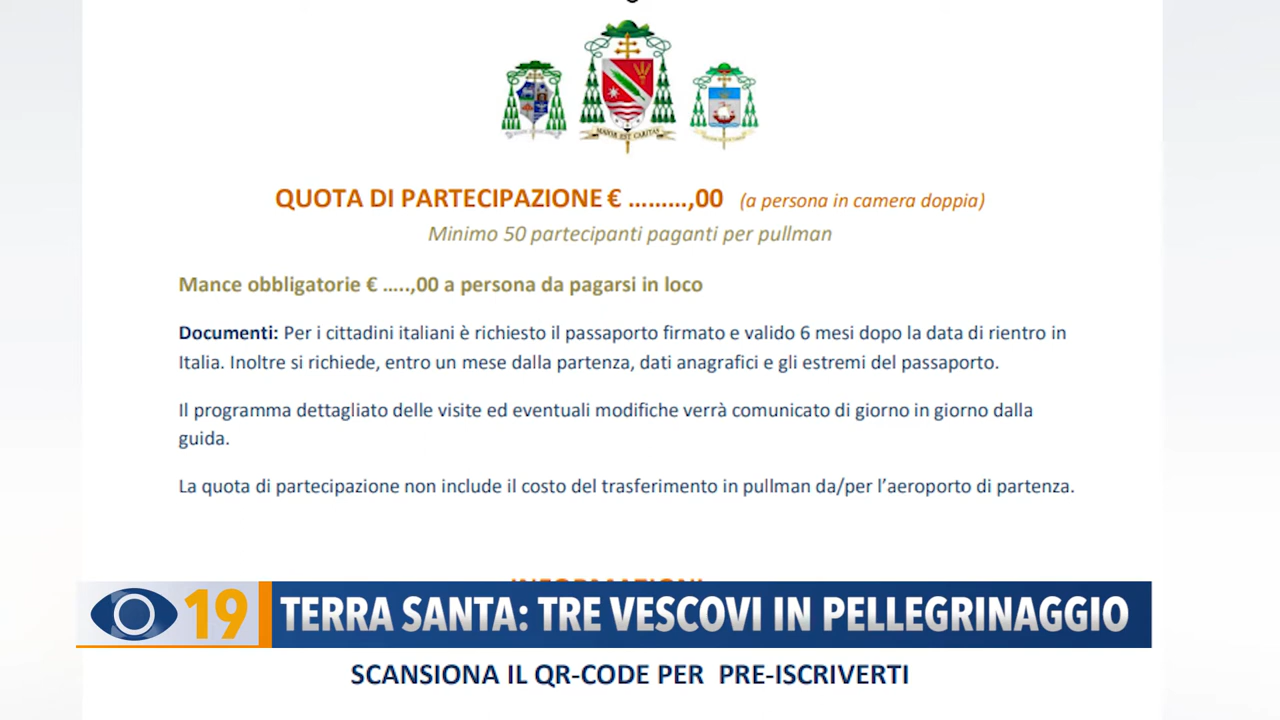 MAIOR EST CARITAS
QUOTA DI PARTECIPAZIONE € .........,00 (a persona in camera doppia)
Minimo 50 partecipanti paganti per pullman
Mance obbligatorie € .....,00 a persona da pagarsi in loco
Documenti: Per i cittadini italiani è richiesto il passaporto firmato e valido 6 mesi dopo la data di rientro in
Italia. Inoltre si richiede, entro un mese dalla partenza, dati anagrafici e gli estremi del passaporto.
Il programma dettagliato delle visite ed eventuali modifiche verrà comunicato di giorno in giorno dalla
guida.
La quota di partecipazione non include il costo del trasferimento in pullman da/per l’aeroporto di partenza.
INFORMAZIONI
19 TERRA SANTA: TRE VESCOVI IN PELLEGRINAGGIO
SCANSIONA IL QR-CODE PER PRE-ISCRIVERTI